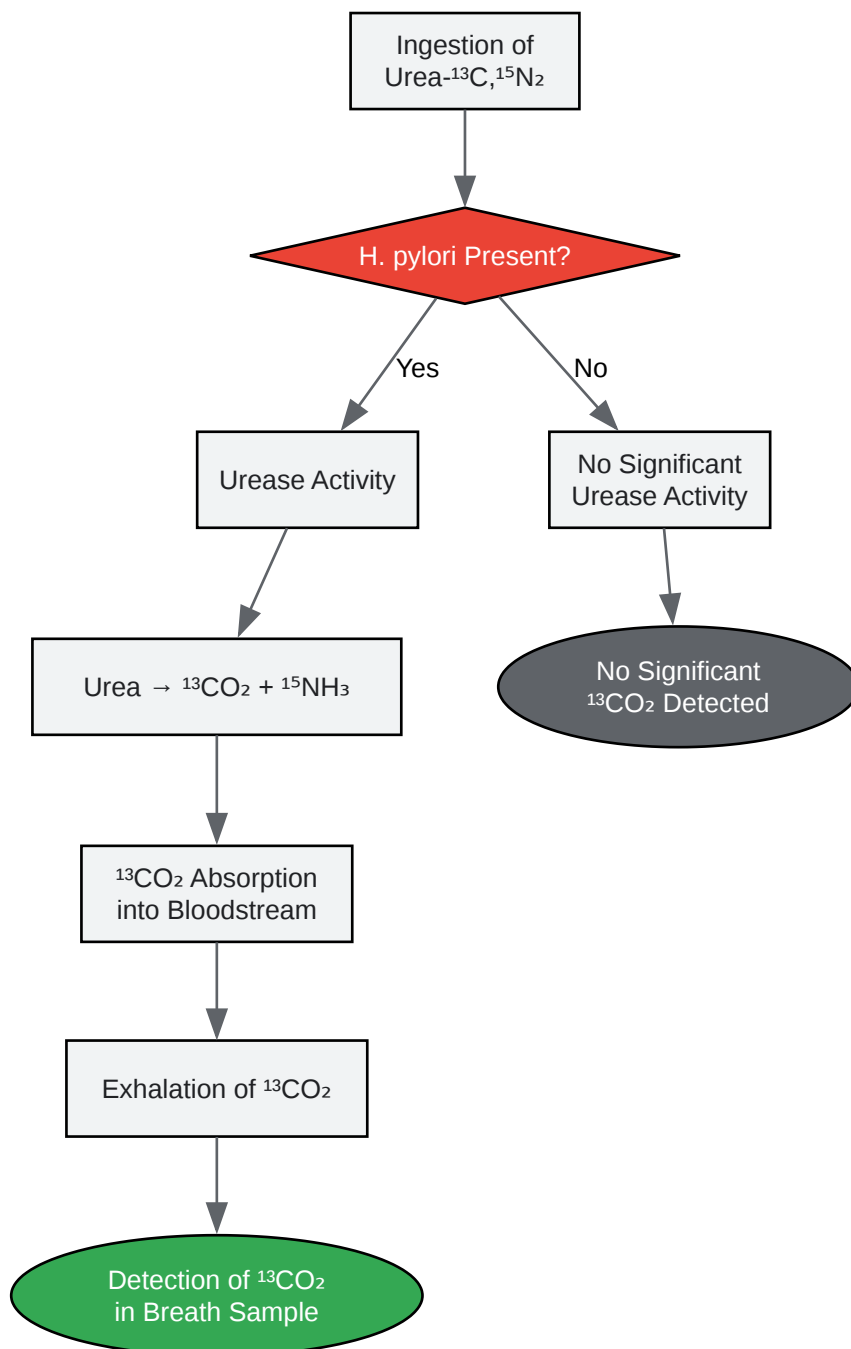 Ingestion of
Urea-¹³C,¹⁵N₂
H. pylori Present?
Yes
No
Urease Activity
No Significant
Urease Activity
Urea → ¹³CO₂ + ¹⁵NH₃
No Significant
¹³CO₂ Detected
¹³CO₂ Absorption
into Bloodstream
Exhalation of ¹³CO₂
Detection of ¹³CO₂
in Breath Sample